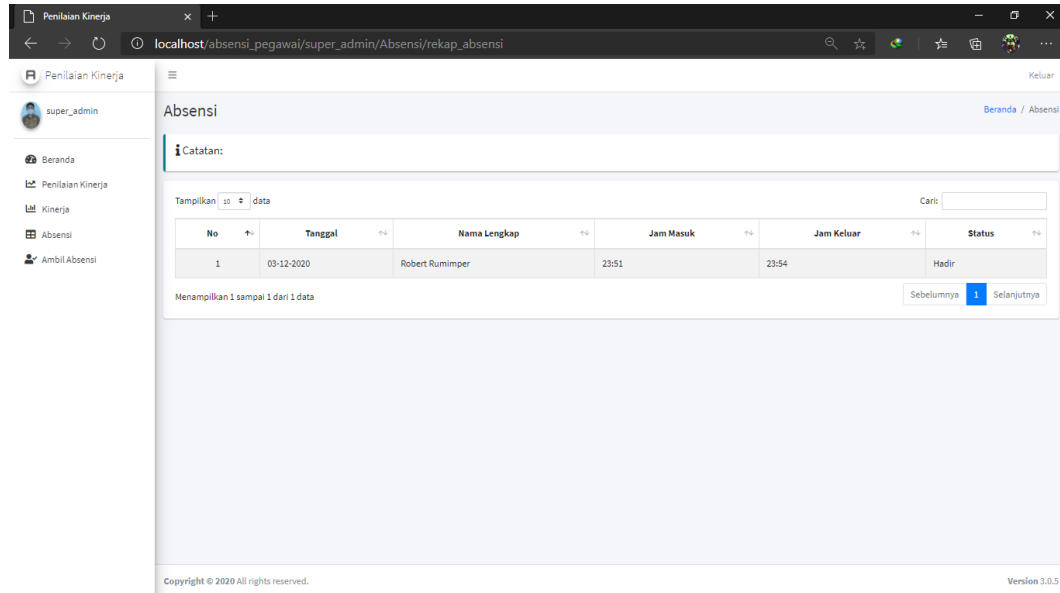 Penilaian Kinerja
localhost/absensi_pegawai/super_admin/Absensi/rekap_absensi
Penilaian Kinerja
Keluar
super_admin
Beranda
Penilaian Kinerja
Kinerja
Absensi
Ambil Absensi
Absensi
Beranda / Absensi
Catatan:
Tampilkan 10 data
Cari:
No Tanggal Nama Lengkap Jam Masuk Jam Keluar Status
1 03-12-2020 Robert Rumimper 23:51 23:54 Hadir
Menampilkan 1 sampai 1 dari 1 data
Sebelumnya 1 Selanjutnya
Copyright © 2020 All rights reserved.
Version 3.0.5